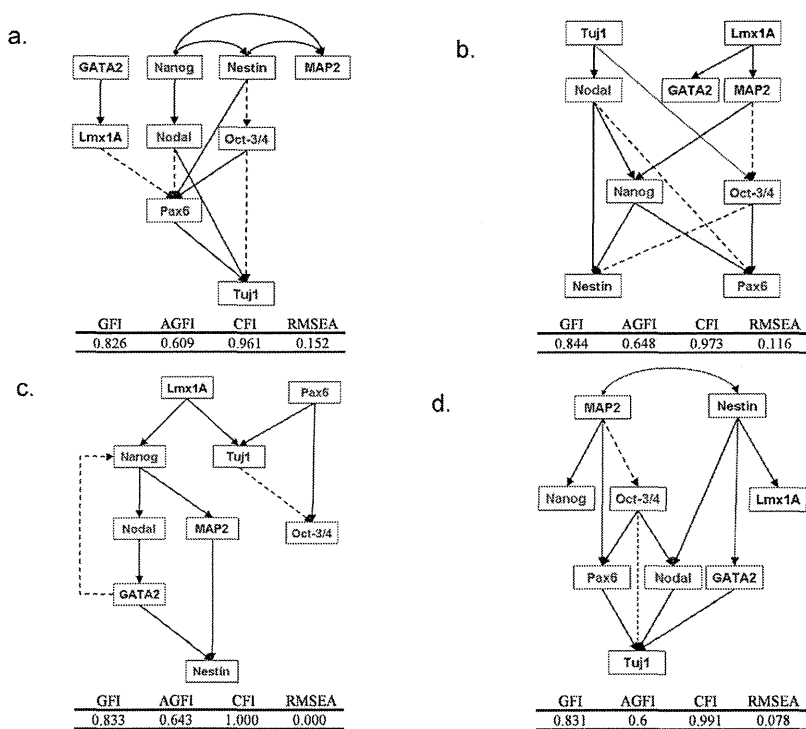 a.
GATA2 Nanog Nestin MAP2
Lmx1A Nodal Oct-3/4
Pax6
Tuj1
GFI AGFI CFI RMSEA
0.826 0.609 0.961 0.152
b.
Tuj1 Lmx1A
Nodal GATA2 MAP2
Nanog Oct-3/4
Nestin Pax6
GFI AGFI CFI RMSEA
0.844 0.648 0.973 0.116
c.
Lmx1A Pax6
Nanog Tuj1
Nodal MAP2 Oct-3/4
GATA2
Nestin
GFI AGFI CFI RMSEA
0.833 0.643 1.000 0.000
d.
MAP2 Nestin
Nanog Oct-3/4 Lmx1A
Pax6 Nodal GATA2
Tuj1
GFI AGFI CFI RMSEA
0.831 0.6 0.991 0.078